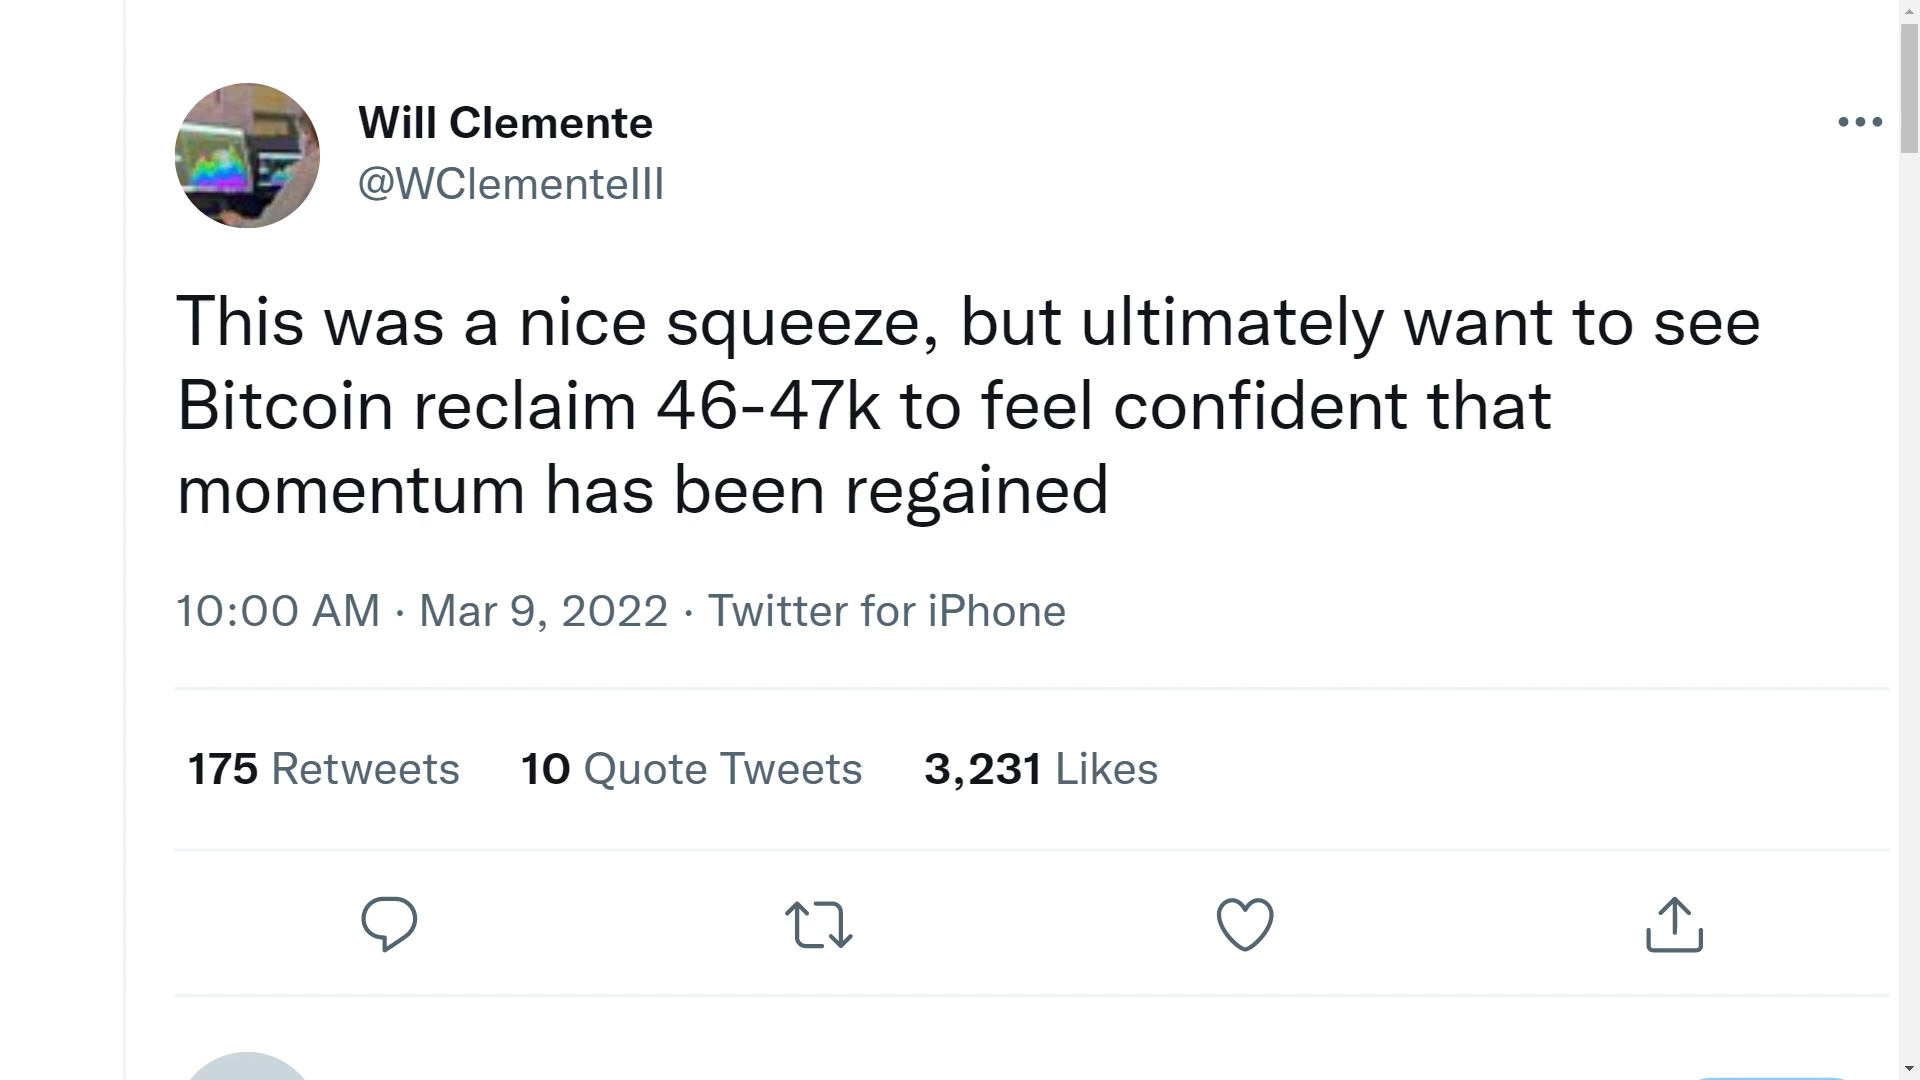 Will Clemente
@WClementeIII
This was a nice squeeze, but ultimately want to see
Bitcoin reclaim 46-47k to feel confident that
momentum has been regained
10:00 AM · Mar 9, 2022 · Twitter for iPhone
175 Retweets 10 Quote Tweets 3,231 Likes